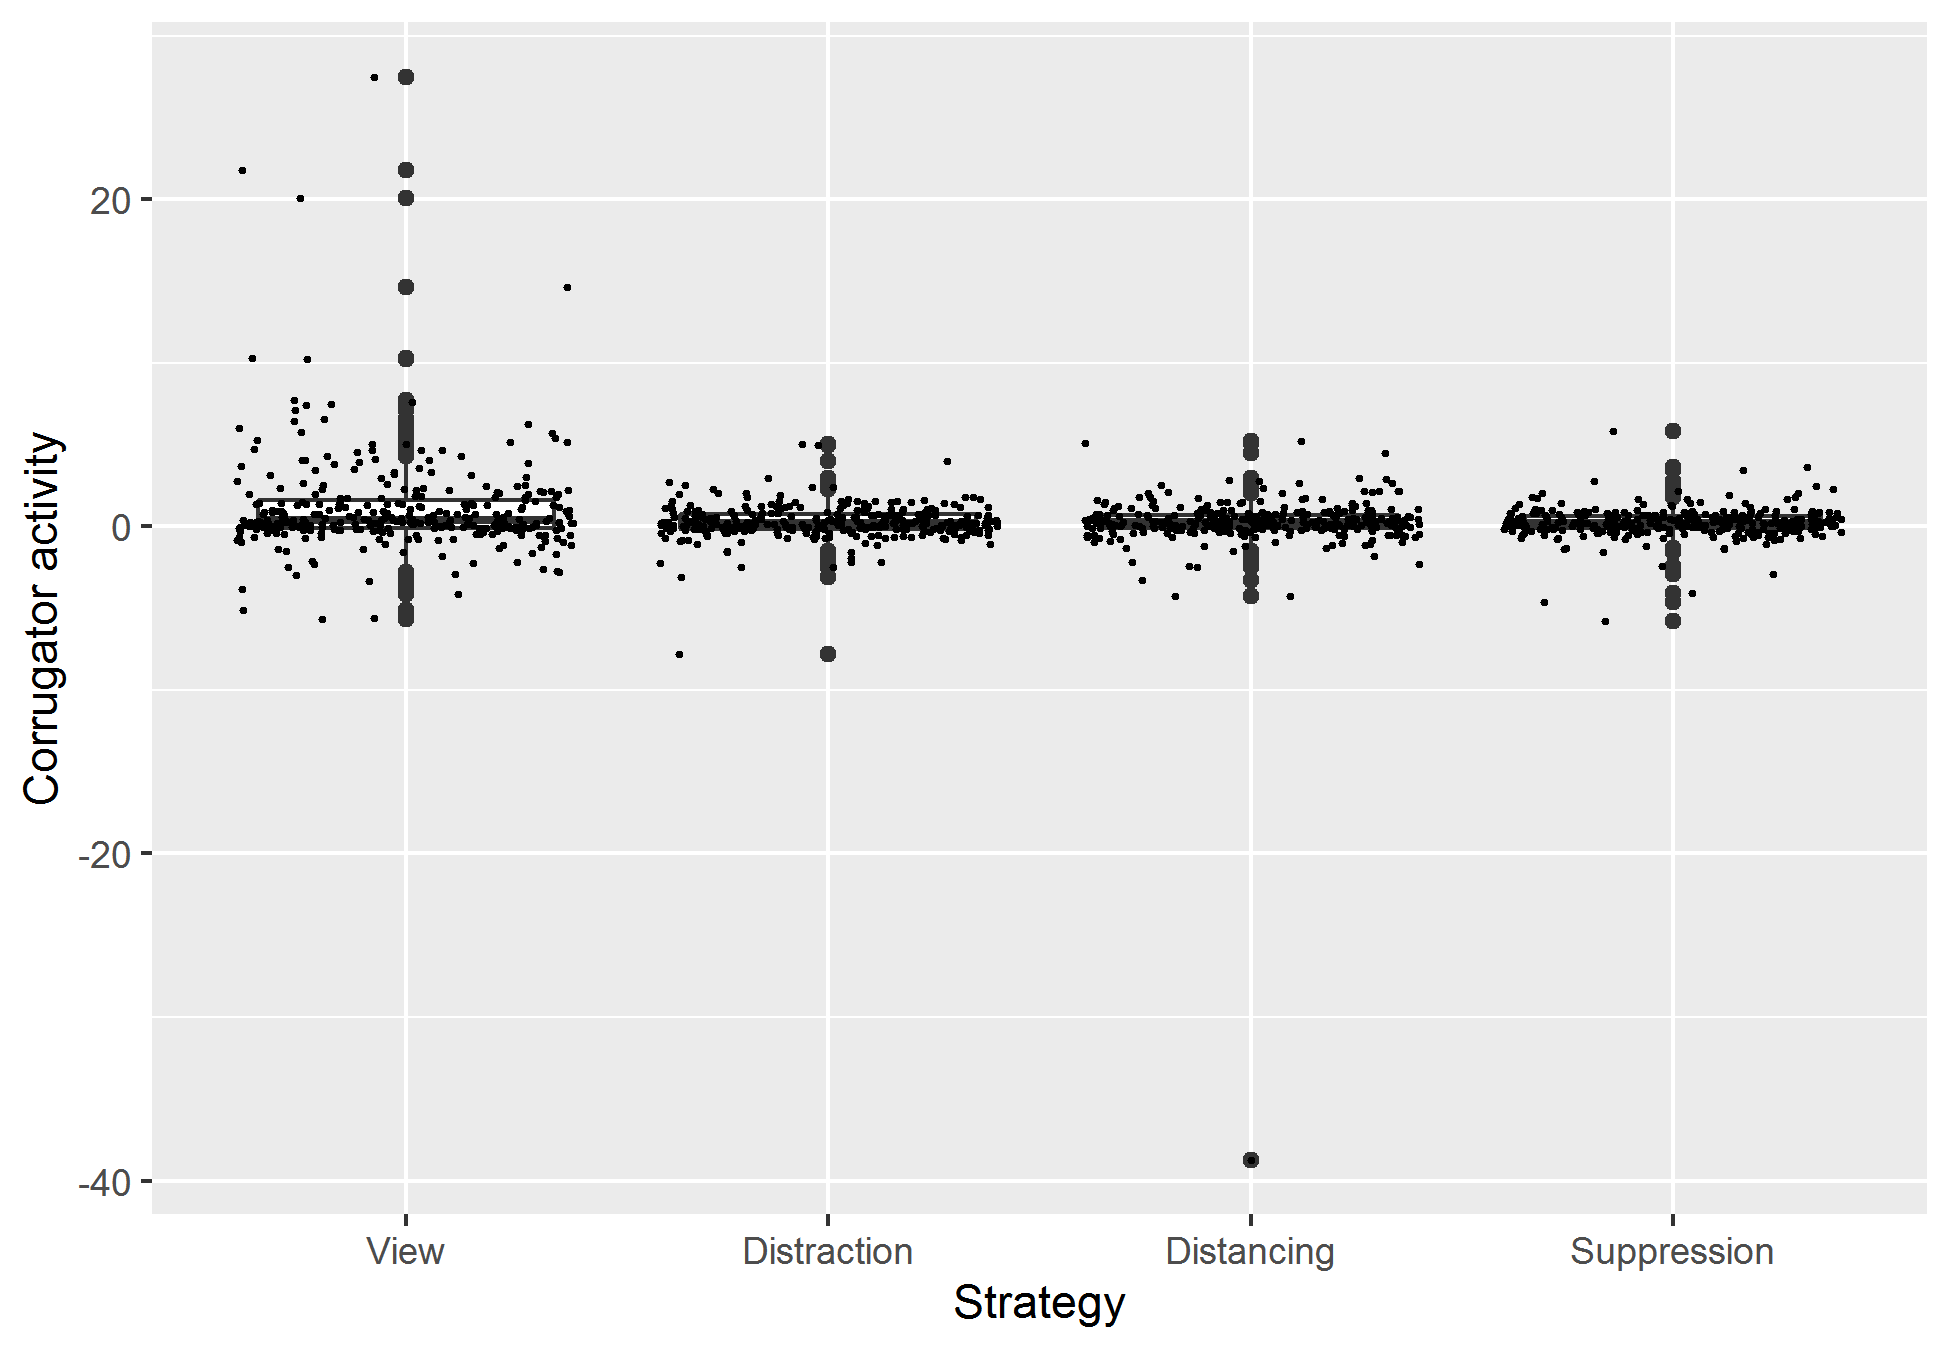 Corrugator activity
20
0
-20
-40
View
Distraction
Distancing
Suppression
Strategy